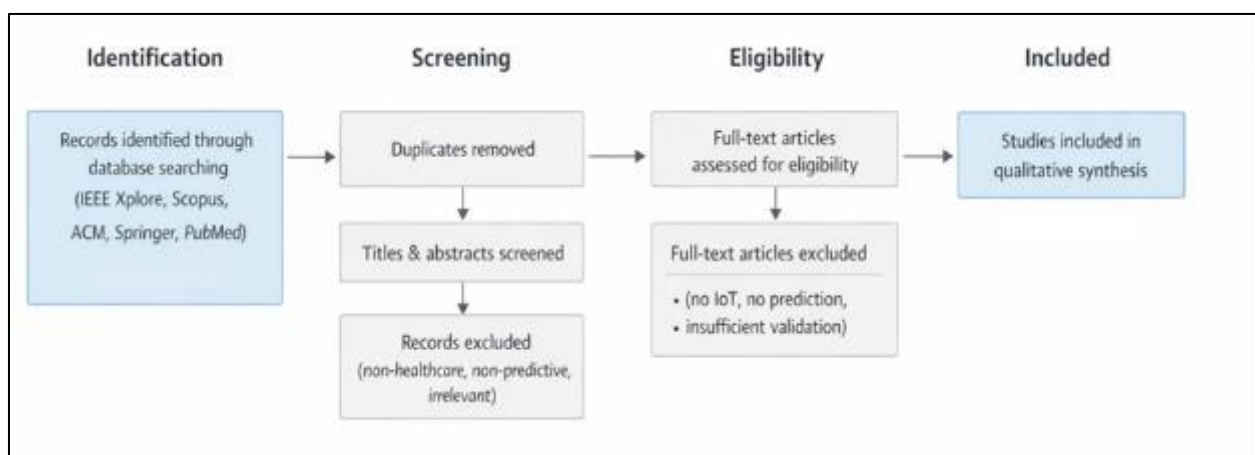 Identification
Records identified through
database searching
(IEEE Xplore, Scopus,
ACM, Springer, PubMed)
Screening
Duplicates removed
Titles & abstracts screened
Records excluded
(non-healthcare, non-predictive,
irrelevant)
Eligibility
Full-text articles
assessed for eligibility
Full-text articles excluded
• (no IoT, no prediction,
• insufficient validation)
Included
Studies included in
qualitative synthesis